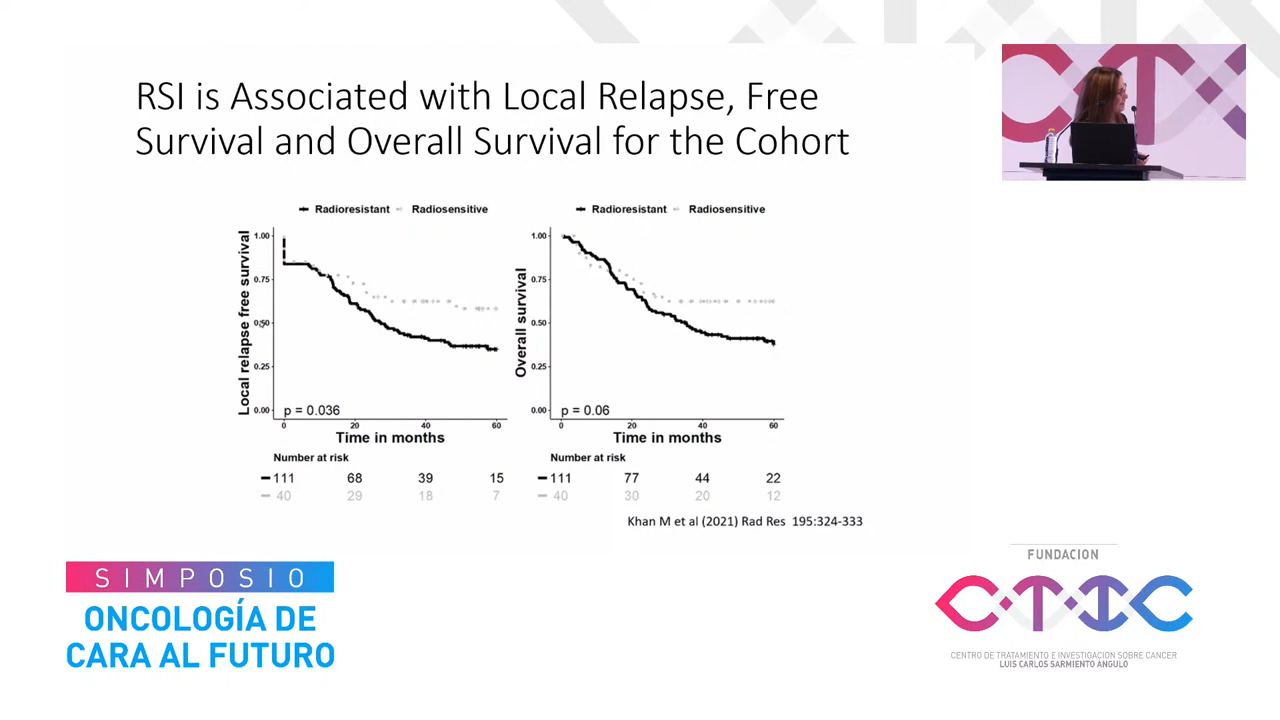 RSI is Associated with Local Relapse, Free
Survival and Overall Survival for the Cohort
Radioresistant Radiosensitive
Local relapse free survival
1.00
0.75
0.50
0.25
0.00
p = 0.036
0 20 40 60
Time in months
Number at risk
111 68 39 15
40 29 18 7
Radioresistant Radiosensitive
Overall survival
1.00
0.75
0.50
0.25
0.00
p = 0.06
0 20 40 60
Time in months
Number at risk
111 77 44 22
40 30 20 12
Khan M et al (2021) Rad Res 195:324-333
SIMPOSIO
ONCOLOGÍA DE
CARA AL FUTURO
FUNDACION
CTIC
CENTRO DE TRATAMIENTO E INVESTIGACION SOBRE CANCER
LUIS CARLOS SARMIENTO ANGULO